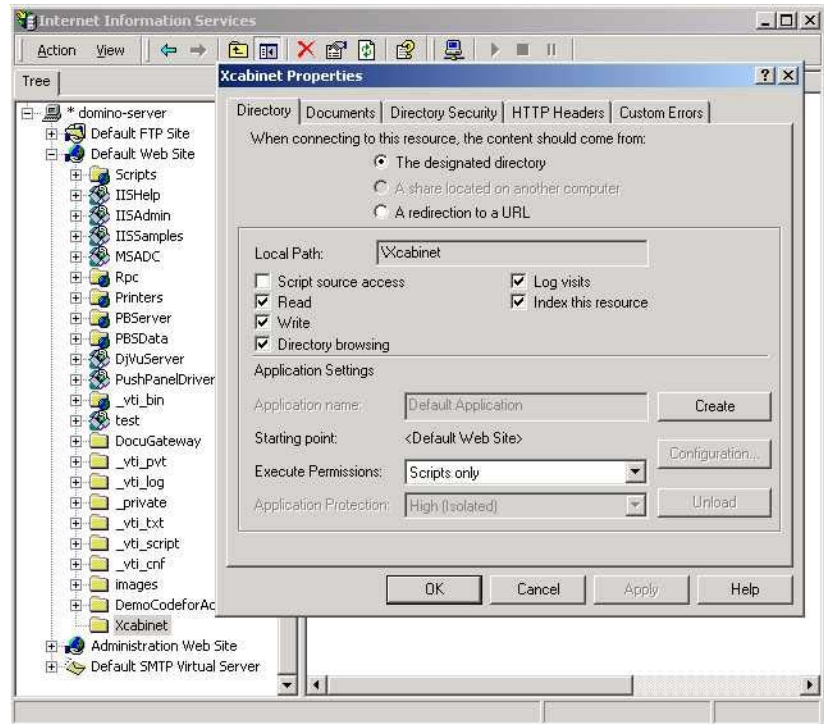 Internet Information Services
Action View
Tree
* domino-server
Default FTP Site
Default Web Site
Scripts
IISHelp
IISAdmin
IISSamples
MSADC
Rpc
Printers
PBServer
PBSData
DjVuServer
PushPanelDriver
_vti_bin
test
DocuGateway
_vti_pvt
_vti_log
_private
_vti_txt
_vti_script
_vti_cnf
images
DemoCodeforAc
Xcabinet
Administration Web Site
Default SMTP Virtual Server
Xcabinet Properties
Directory Documents Directory Security HTTP Headers Custom Errors
When connecting to this resource, the content should come from:
The designated directory
A share located on another computer
A redirection to a URL
Local Path: \Xcabinet
Script source access Log visits
Read Index this resource
Write
Directory browsing
Application Settings
Application name: Default Application Create
Starting point: <Default Web Site>
Configuration...
Execute Permissions: Scripts only
Application Protection: High (Isolated) Unload
OK Cancel Apply Help